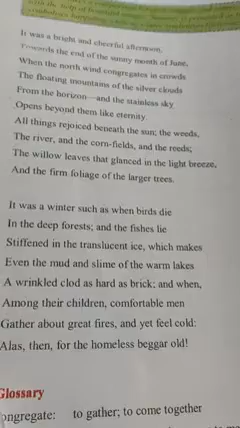 with the help of
It was a bright and cheerful afternoon,
Towards the end of the sunny month of June,
When the north wind congregates in crowds
The floating mountains of the silver clouds
From the horizon—and the stainless sky
Opens beyond them like eternity.
All things rejoiced beneath the sun; the weeds,
The river, and the corn-fields, and the reeds;
The willow leaves that glanced in the light breeze,
And the firm foliage of the larger trees.
It was a winter such as when birds die
In the deep forests; and the fishes lie
Stiffened in the translucent ice, which makes
Even the mud and slime of the warm lakes
A wrinkled clod as hard as brick; and when,
Among their children, comfortable men
Gather about great fires, and yet feel cold:
Alas, then, for the homeless beggar old!
Glossary
ongregate: to gather; to come together